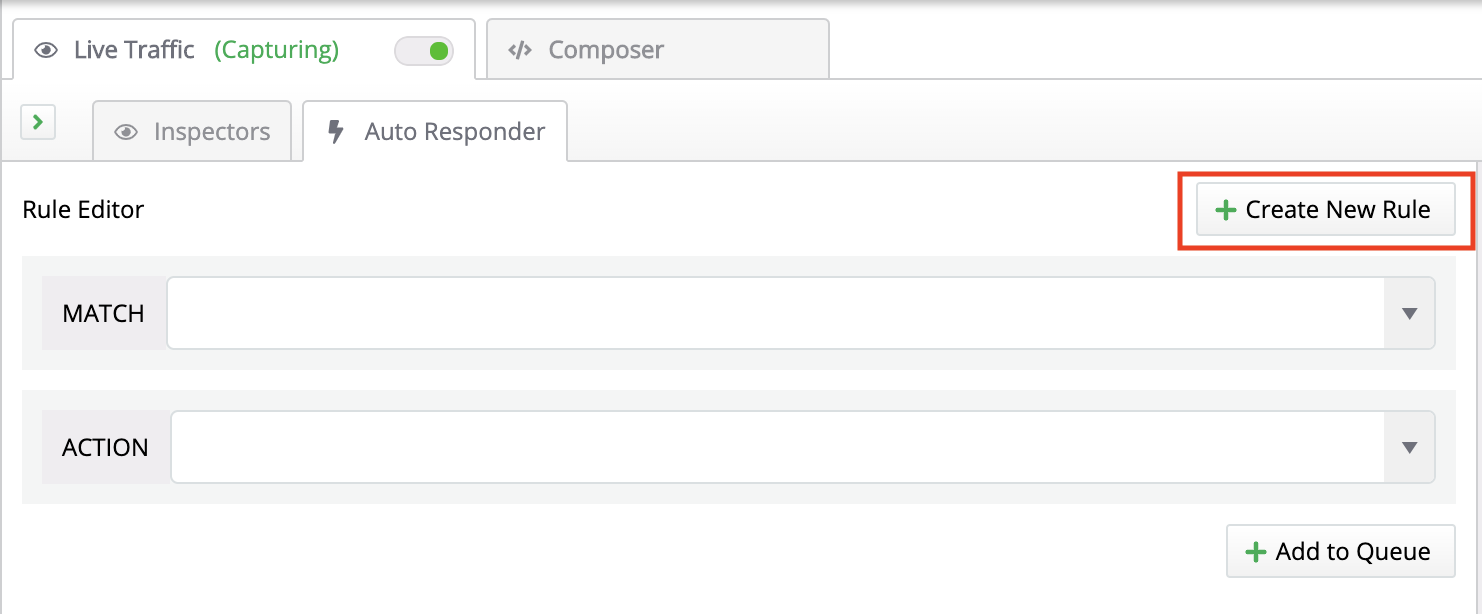 Live Traffic (Capturing)
Composer
Inspectors
Auto Responder
Rule Editor
Create New Rule
MATCH
ACTION
Add to Queue